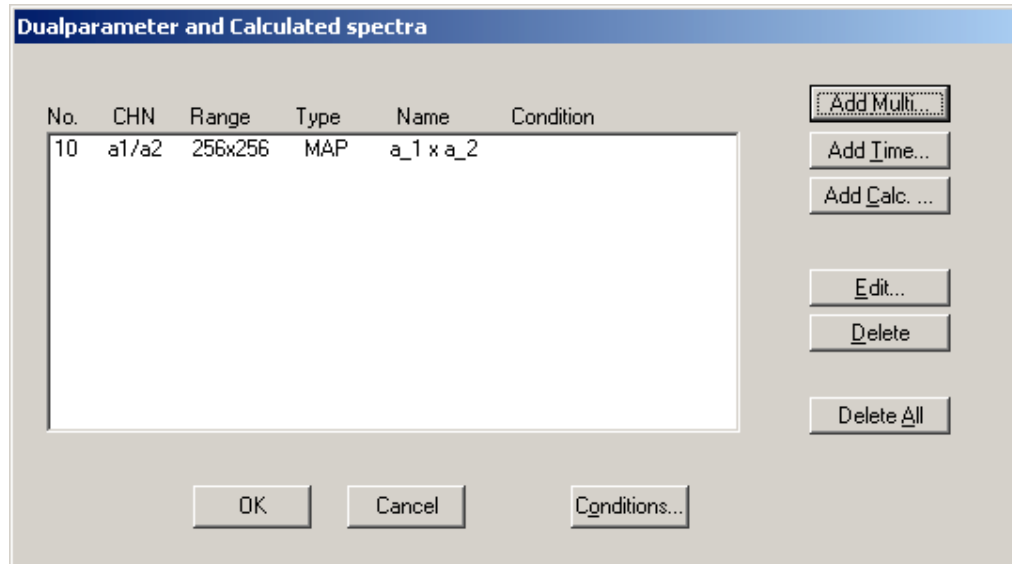 Dualparameter and Calculated spectra
No. CHN Range Type Name Condition
10 a1/a2 256x256 MAP a_1 x a_2
Add Multi...
Add Time...
Add Calc. ...
Edit...
Delete
Delete All
OK Cancel Conditions...